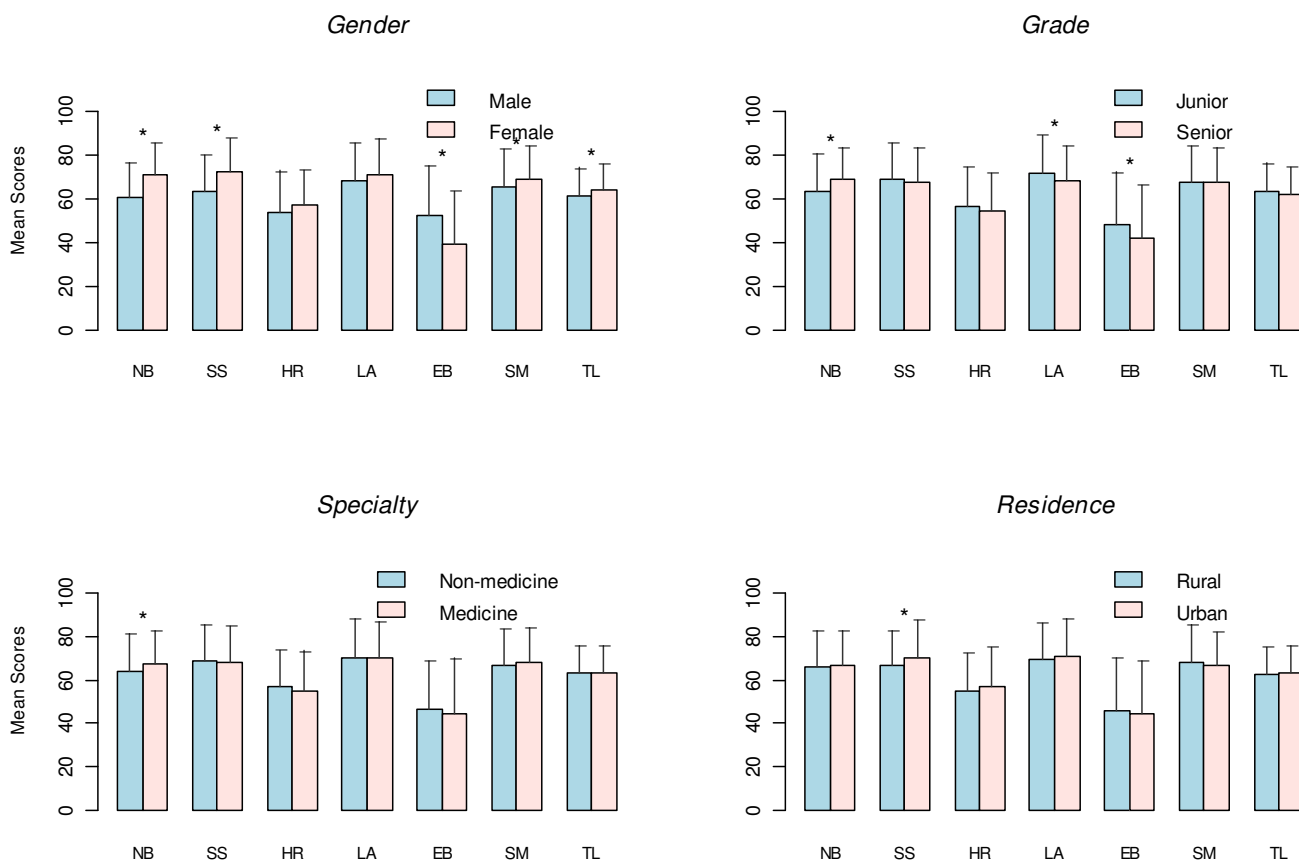 Gender
Male
Female
Mean Scores
0 20 40 60 80 100
* * * * *
NB SS HR LA EB SM TL
Grade
Junior
Senior
0 20 40 60 80 100
* * *
NB SS HR LA EB SM TL
Specialty
Non-medicine
Medicine
Mean Scores
0 20 40 60 80 100
*
NB SS HR LA EB SM TL
Residence
Rural
Urban
0 20 40 60 80 100
*
NB SS HR LA EB SM TL